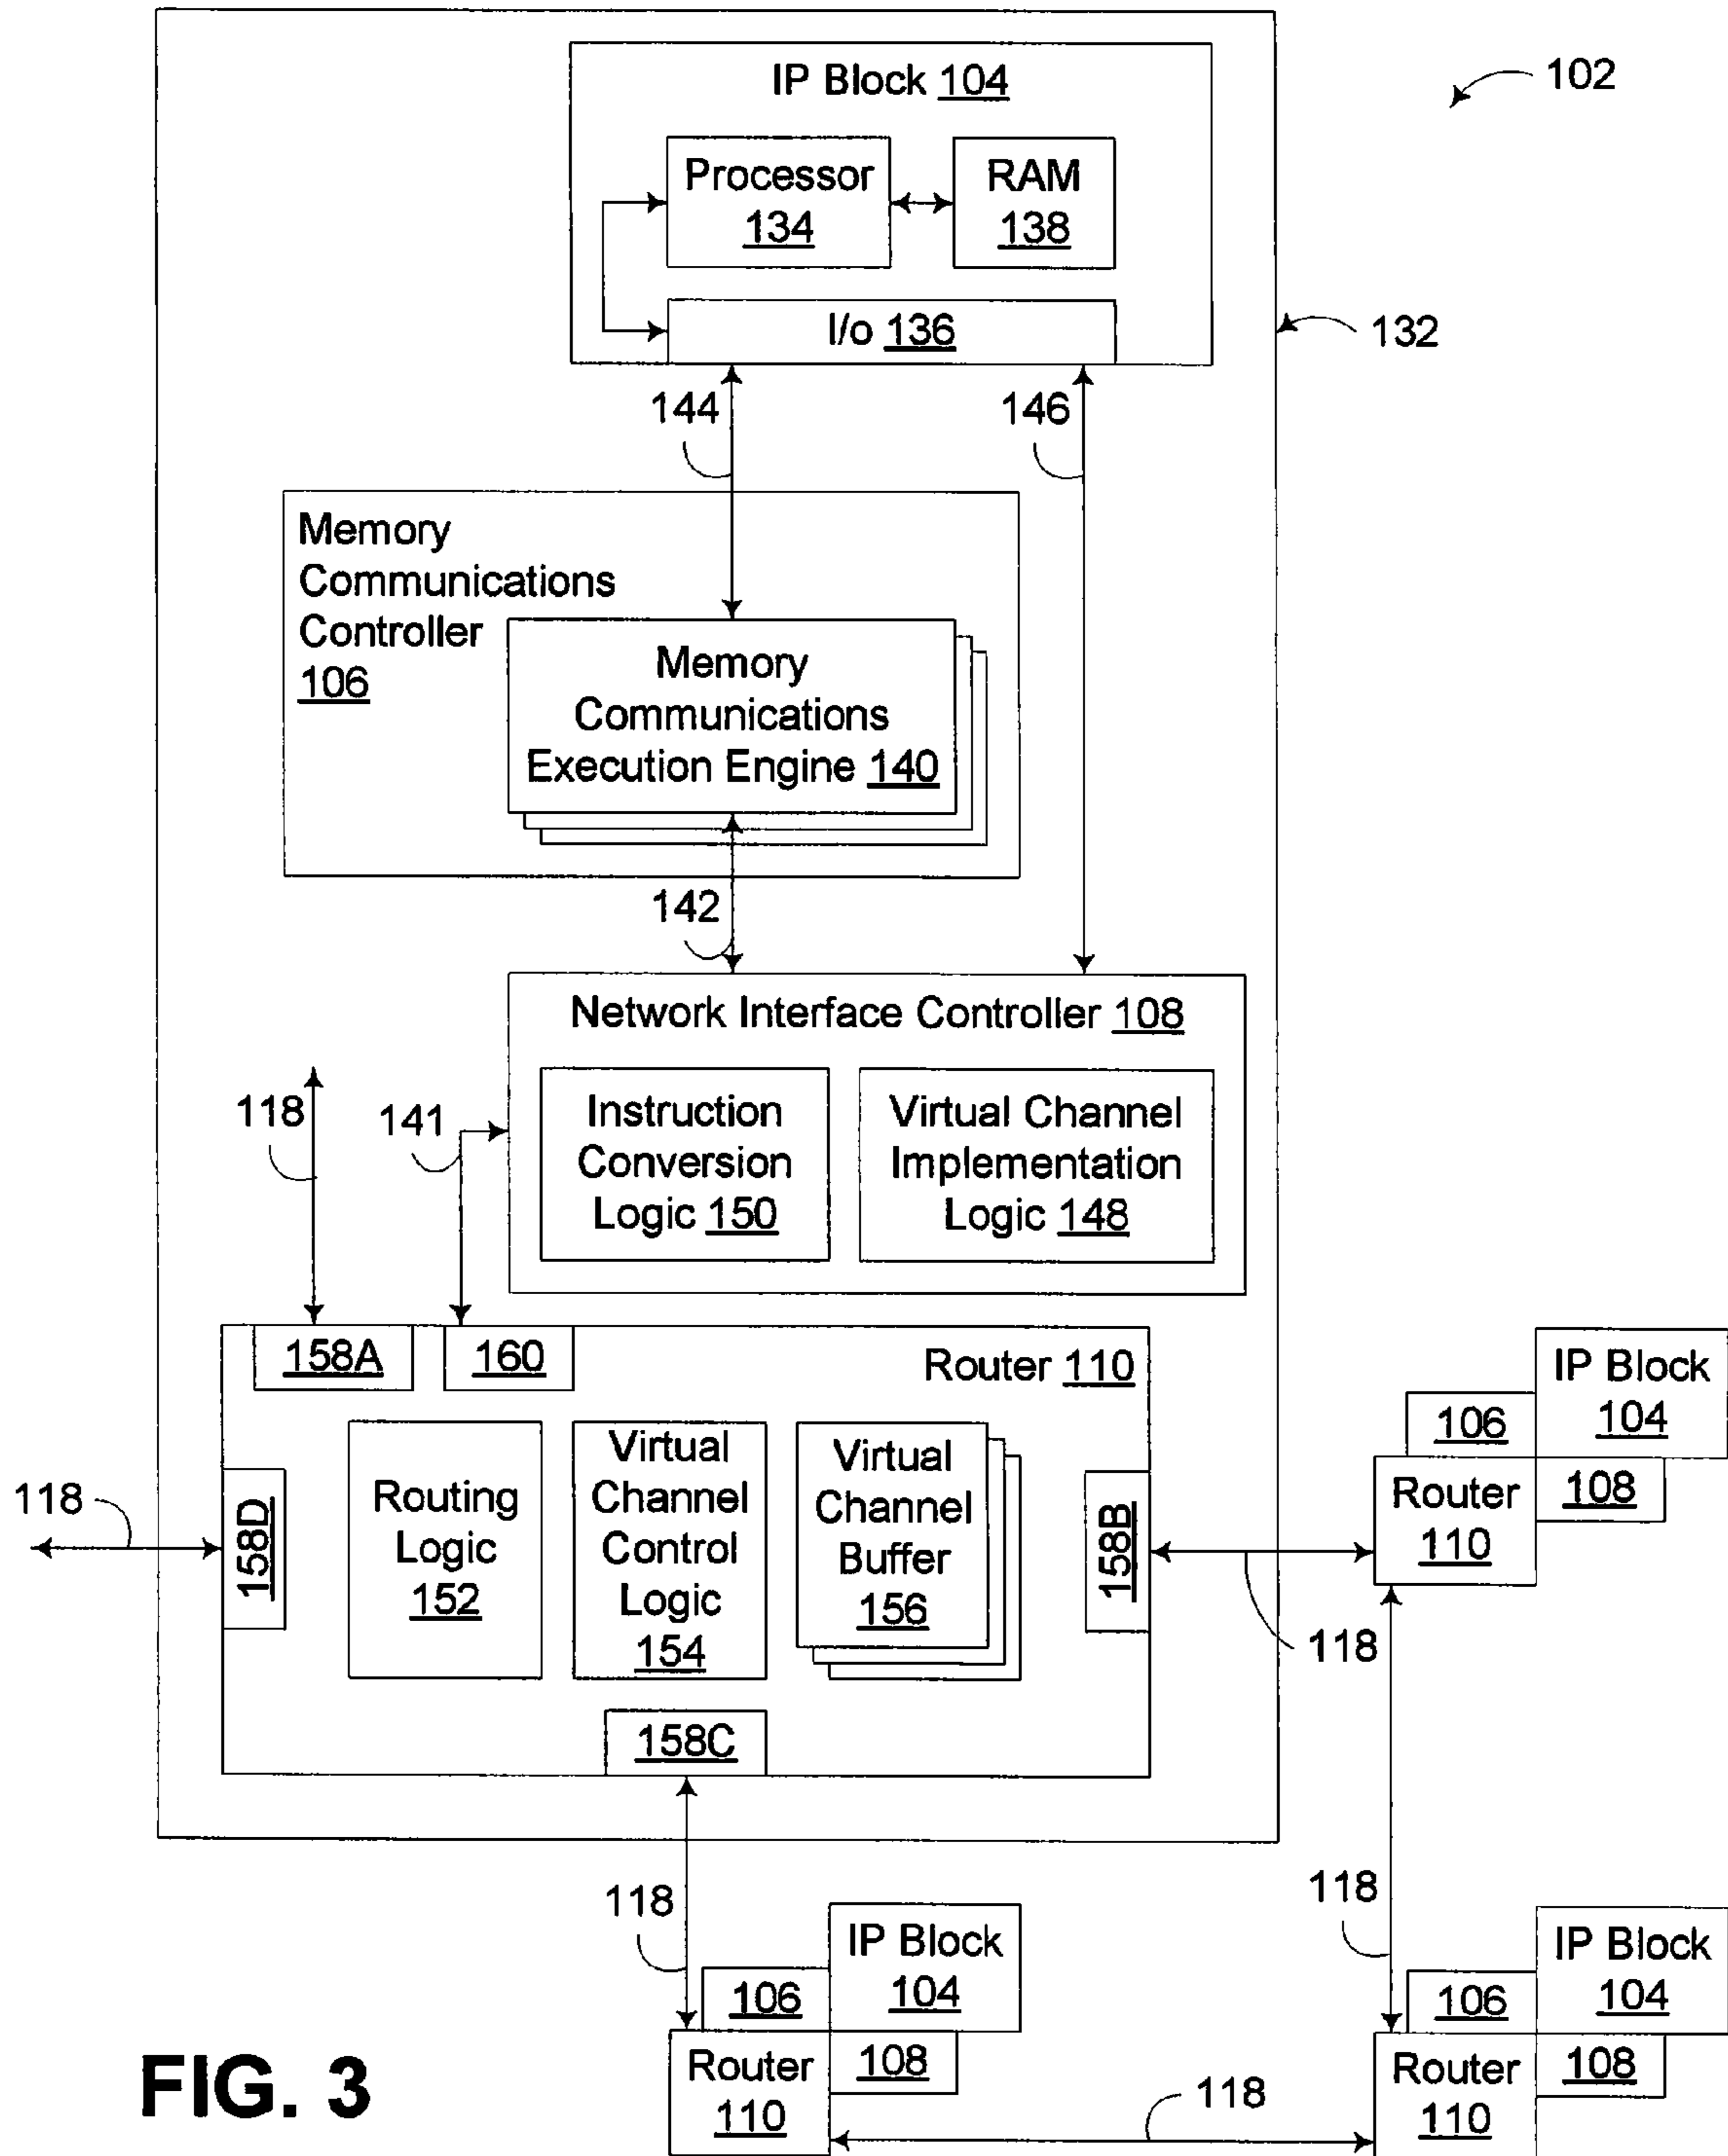 IP Block 104
102
Processor
134
RAM
138
I/o 136
132
144
146
Memory
Communications
Controller
106
Memory
Communications
Execution Engine 140
142
Network Interface Controller 108
118
141
Instruction
Conversion
Logic 150
Virtual Channel
Implementation
Logic 148
158A
160
Router 110
IP Block
104
106
Router
110
108
118
158D
Routing
Logic
152
Virtual
Channel
Control
Logic
154
Virtual
Channel
Buffer
156
158B
118
158C
118
118
IP Block
104
106
Router
110
108
IP Block
104
106
Router
110
108
118
FIG. 3